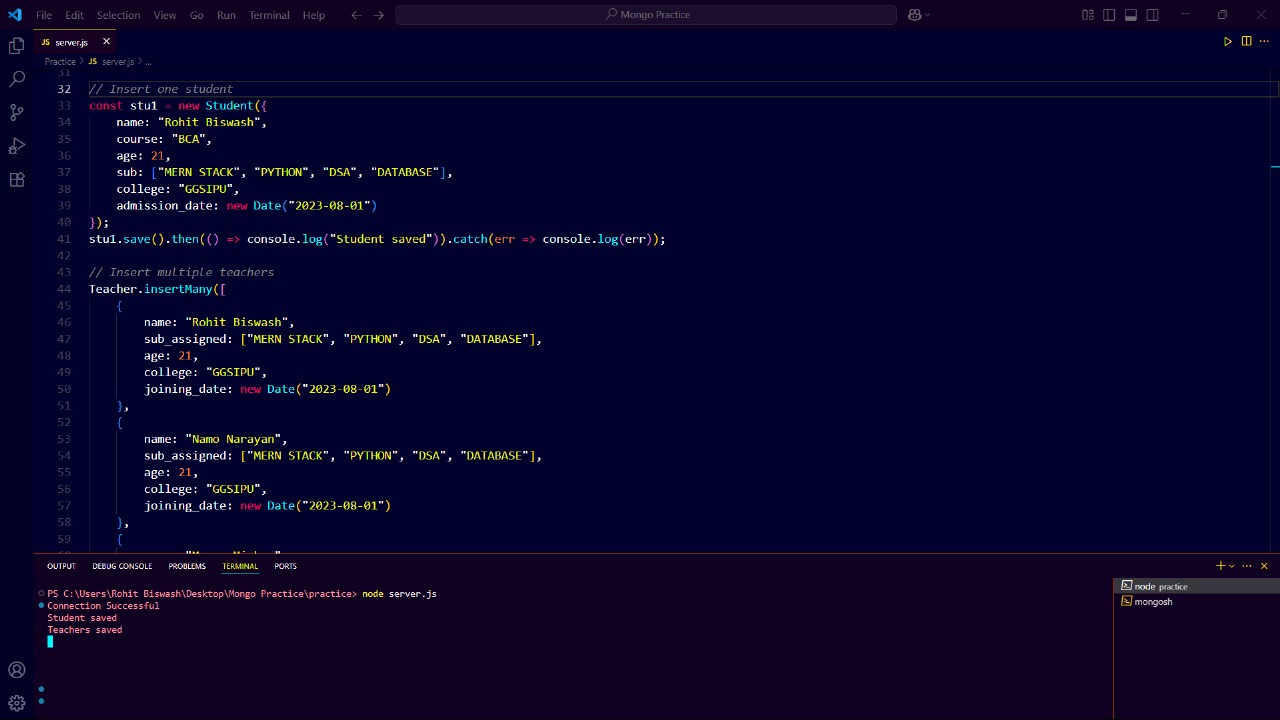 File Edit Selection View Go Run Terminal Help
Mongo Practice
JS server.js
Practice > JS server.js > ...
31
32 // Insert one student
33 const stu1 = new Student({
34 name: "Rohit Biswash",
35 course: "BCA",
36 age: 21,
37 sub: ["MERN STACK", "PYTHON", "DSA", "DATABASE"],
38 college: "GGSIPU",
39 admission_date: new Date("2023-08-01")
40 });
41 stu1.save().then(() => console.log("Student saved")).catch(err => console.log(err));
42
43 // Insert multiple teachers
44 Teacher.insertMany([
45 {
46 name: "Rohit Biswash",
47 sub_assigned: ["MERN STACK", "PYTHON", "DSA", "DATABASE"],
48 age: 21,
49 college: "GGSIPU",
50 joining_date: new Date("2023-08-01")
51 },
52 {
53 name: "Namo Narayan",
54 sub_assigned: ["MERN STACK", "PYTHON", "DSA", "DATABASE"],
55 age: 21,
56 college: "GGSIPU",
57 joining_date: new Date("2023-08-01")
58 },
59 {
OUTPUT DEBUG CONSOLE PROBLEMS TERMINAL PORTS
PS C:\Users\Rohit Biswash\Desktop\Mongo Practice\practice> node server.js
Connection Successful
Student saved
Teachers saved
node practice
mongosh